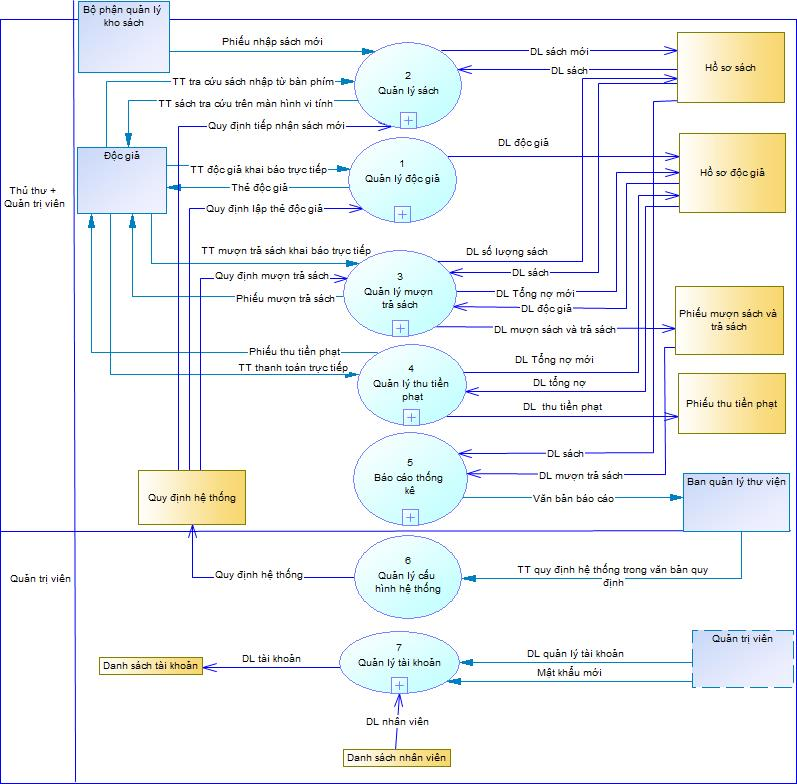 Bộ phận quản lý
kho sách
Phiếu nhập sách mới
2
Quản lý sách
DL sách mới
DL sách
Hồ sơ sách
TT tra cứu sách nhập từ bàn phím
TT sách tra cứu trên màn hình vi tính
Quy định tiếp nhận sách mới
Độc giả
1
Quản lý độc giả
DL độc giả
Hồ sơ độc giả
TT độc giả khai báo trực tiếp
Thẻ độc giả
Quy định lập thẻ độc giả
Thủ thư +
Quản trị viên
TT mượn trả sách khai báo trực tiếp
Quy định mượn trả sách
Phiếu mượn trả sách
3
Quản lý mượn
trả sách
DL số lượng sách
DL sách
DL Tổng nợ mới
DL độc giả
DL mượn sách và trả sách
Phiếu mượn sách và
trả sách
Phiếu thu tiền phạt
TT thanh toán trực tiếp
4
Quản lý thu tiền
phạt
DL Tổng nợ mới
DL tổng nợ
DL thu tiền phạt
Phiếu thu tiền phạt
5
Báo cáo thống
kê
DL sách
DL mượn trả sách
Văn bản báo cáo
Ban quản lý thư viện
Quy định hệ thống
Quản trị viên
Quy định hệ thống
6
Quản lý cấu
hình hệ thống
TT quy định hệ thống trong văn bản quy
định
7
Quản lý tài khoản
DL quản lý tài khoản
Mật khẩu mới
Quản trị viên
DL tài khoản
Danh sách tài khoản
DL nhân viên
Danh sách nhân viên